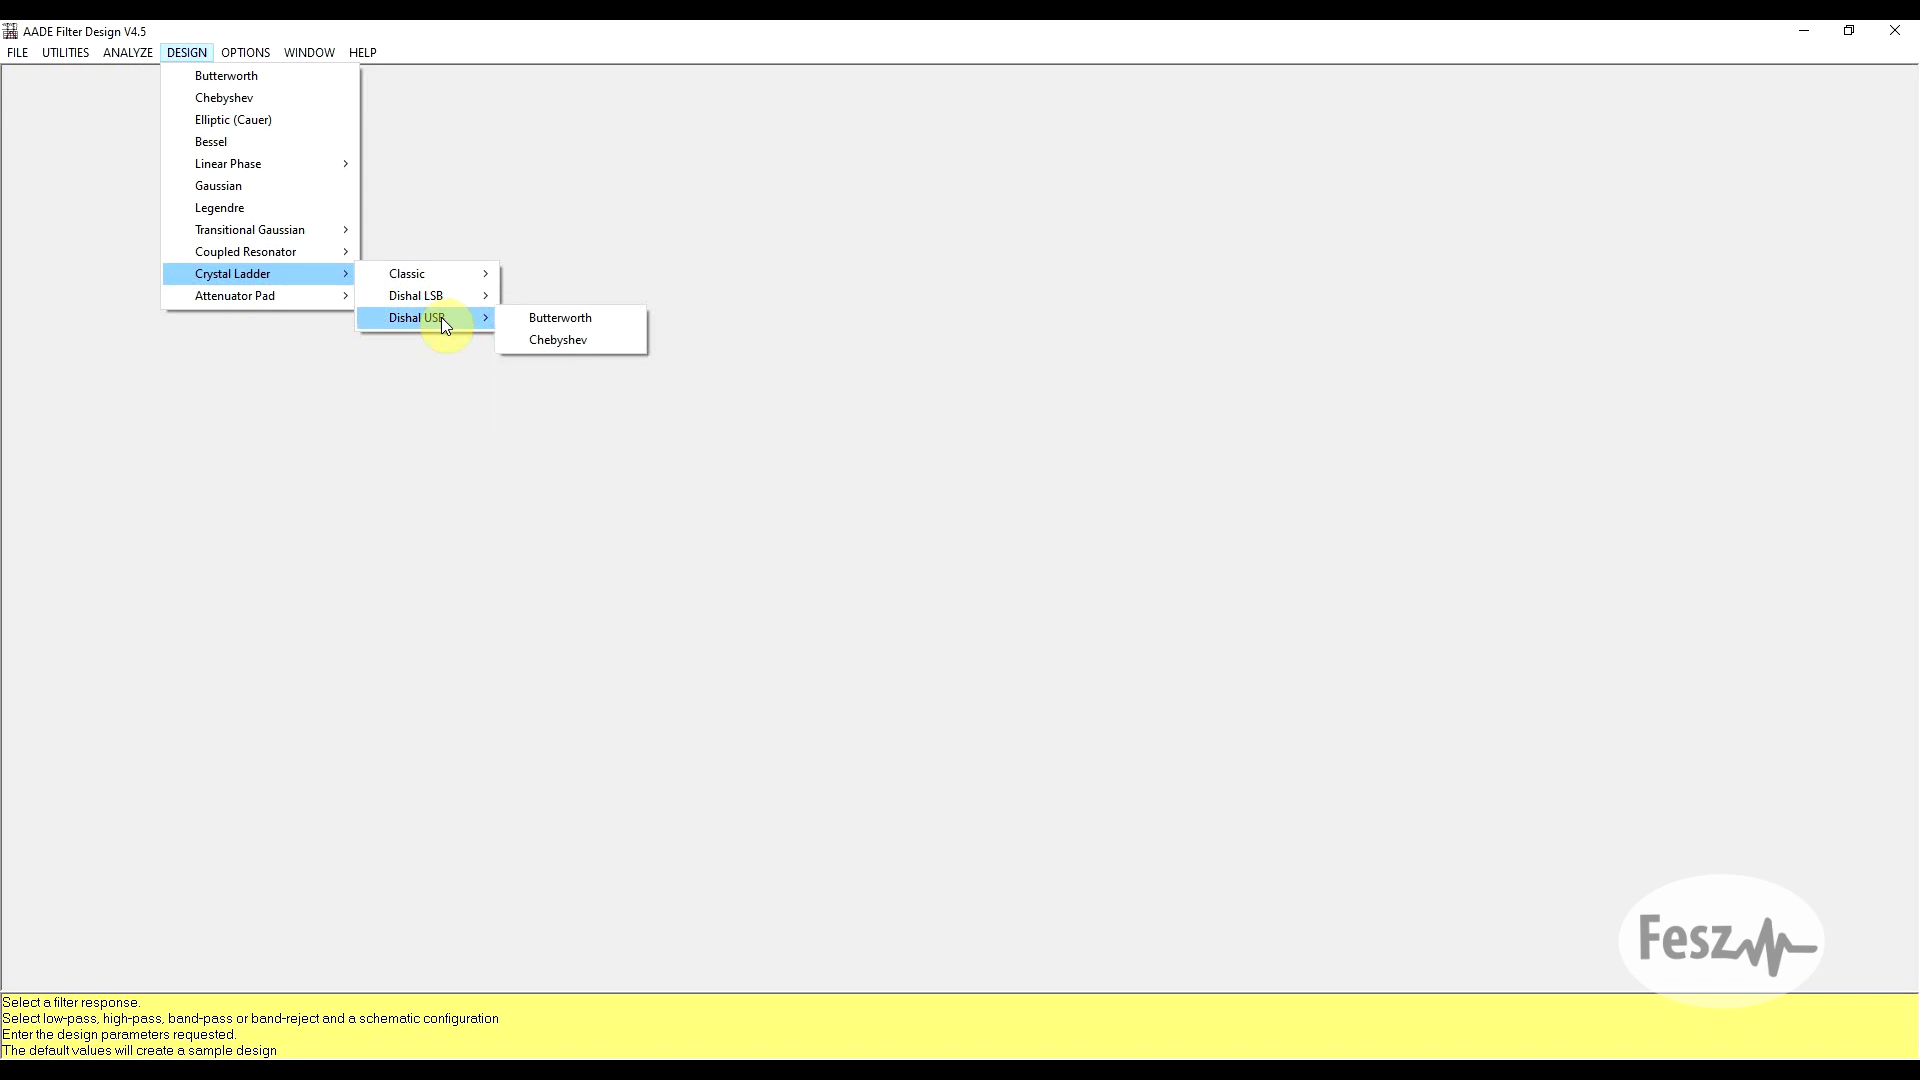 AADE Filter Design V4.5
FILE UTILITIES ANALYZE DESIGN OPTIONS WINDOW HELP
Butterworth
Chebyshev
Elliptic (Cauer)
Bessel
Linear Phase
Gaussian
Legendre
Transitional Gaussian
Coupled Resonator
Crystal Ladder
Attenuator Pad
Classic
Dishal LSB
Dishal USB
Butterworth
Chebyshev
Fesz
Select a filter response.
Select low-pass, high-pass, band-pass or band-reject and a schematic configuration
Enter the design parameters requested.
The default values will create a sample design